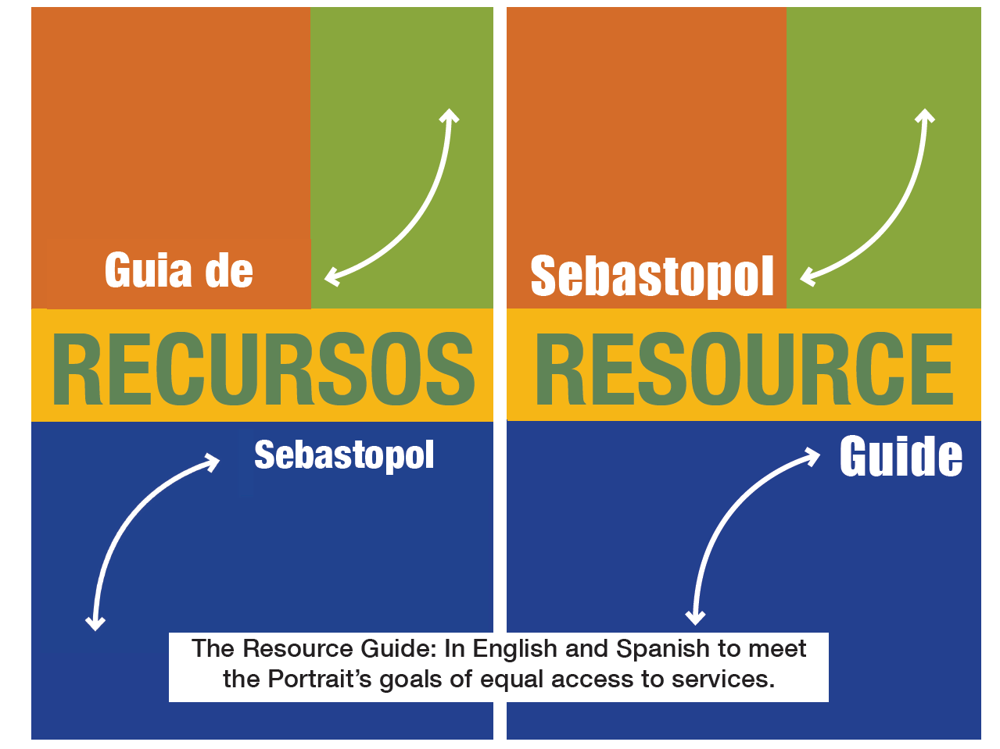 Guia de
RECURSOS
Sebastopol
Sebastopol
RESOURCE
Guide
The Resource Guide: In English and Spanish to meet
the Portrait’s goals of equal access to services.